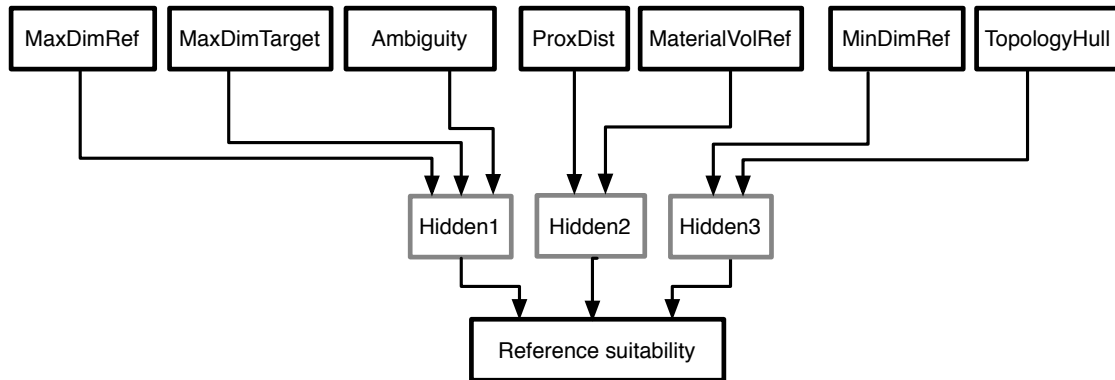 MaxDimRef
MaxDimTarget
Ambiguity
ProxDist
MaterialVolRef
MinDimRef
TopologyHull
Hidden1
Hidden2
Hidden3
Reference suitability